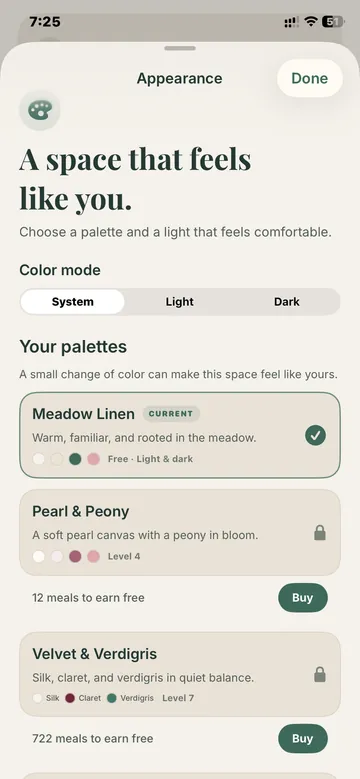 7:25
51
Appearance
Done
A space that feels
like you.
Choose a palette and a light that feels comfortable.
Color mode
System
Light
Dark
Your palettes
A small change of color can make this space feel like yours.
Meadow Linen
CURRENT
Warm, familiar, and rooted in the meadow.
Free · Light & dark
Pearl & Peony
A soft pearl canvas with a peony in bloom.
Level 4
12 meals to earn free
Buy
Velvet & Verdigris
Silk, claret, and verdigris in quiet balance.
Silk
Claret
Verdigris
Level 7
722 meals to earn free
Buy